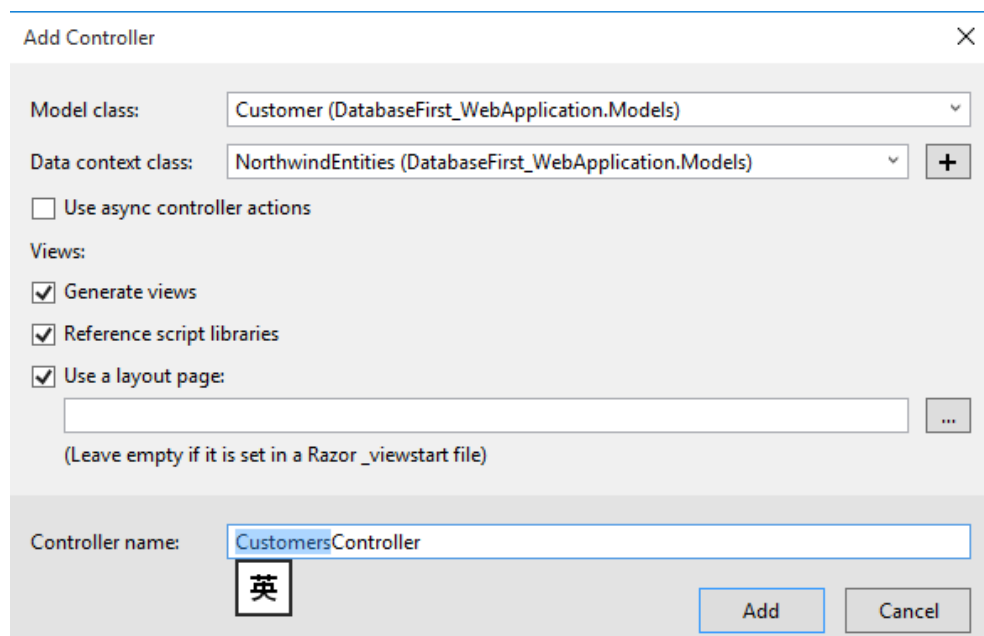 Add Controller
Model class: Customer (DatabaseFirst_WebApplication.Models)
Data context class: NorthwindEntities (DatabaseFirst_WebApplication.Models) +
Use async controller actions
Views:
Generate views
Reference script libraries
Use a layout page:
...
(Leave empty if it is set in a Razor _viewstart file)
Controller name: CustomersController
英
Add Cancel